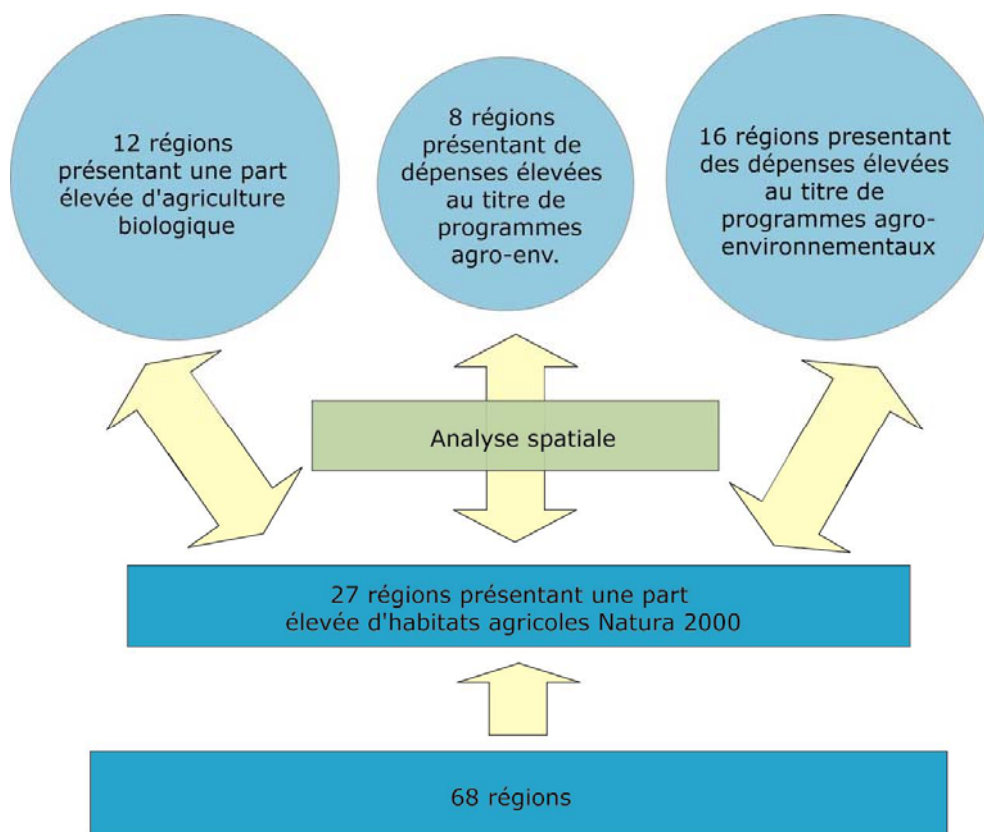 12 régions
présentant une part
élevée d'agriculture
biologique
8 régions
présentant de
dépenses élevées
au titre de
programmes
agro-env.
16 régions presentant
des dépenses élevées
au titre de
programmes agro-
environnementaux
Analyse spatiale
27 régions présentant une part
élevée d'habitats agricoles Natura 2000
68 régions